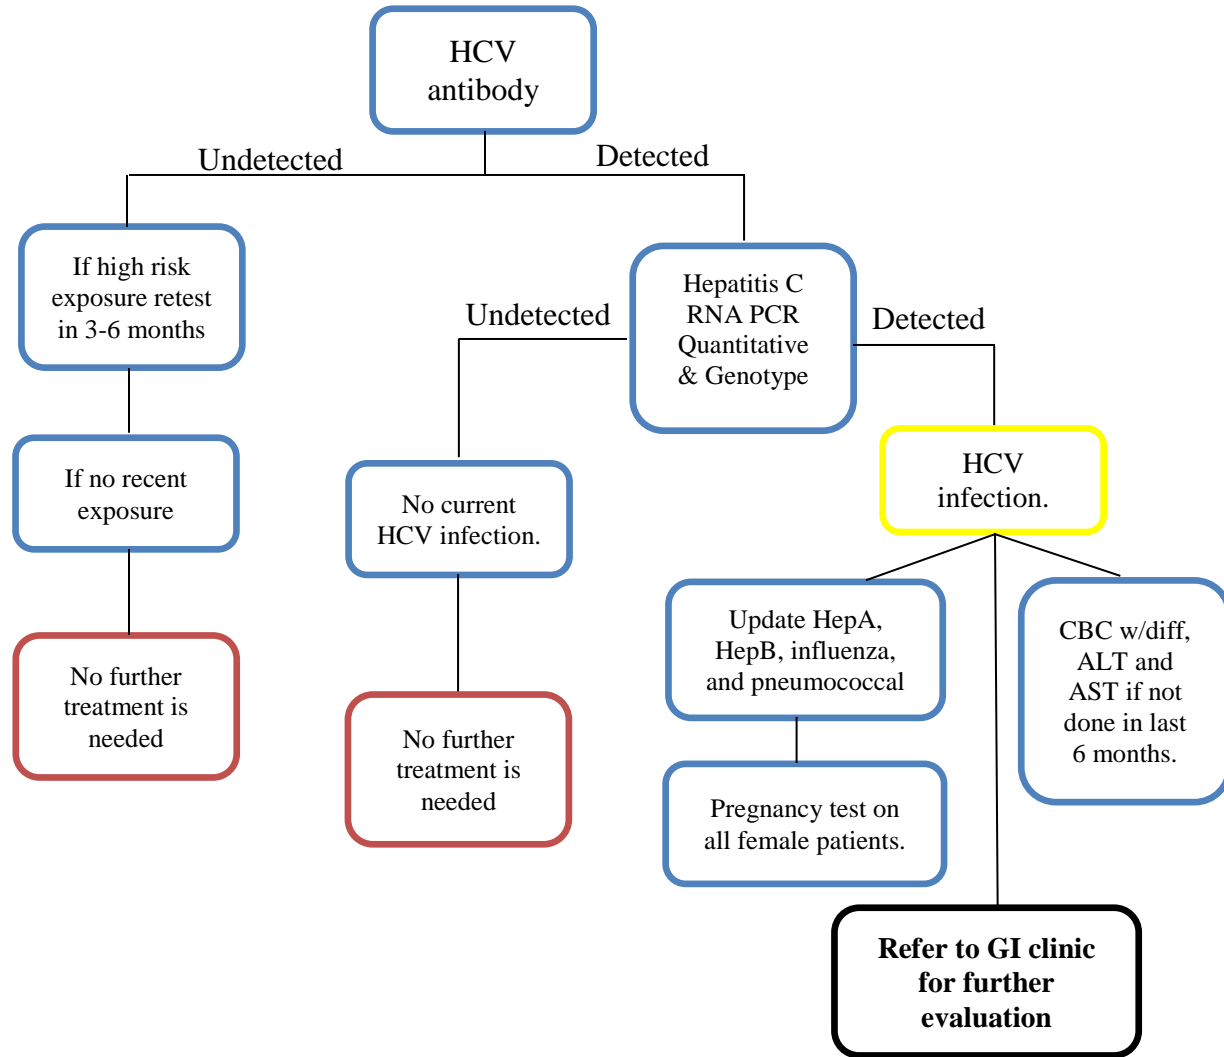 HCV
antibody
Undetected
Detected
If high risk
exposure retest
in 3-6 months
Hepatitis C
RNA PCR
Quantitative
& Genotype
Undetected
Detected
If no recent
exposure
No current
HCV infection.
HCV
infection.
No further
treatment is
needed
No further
treatment is
needed
Update HepA,
HepB, influenza,
and pneumococcal
CBC w/diff,
ALT and
AST if not
done in last
6 months.
Pregnancy test on
all female patients.
Refer to GI clinic
for further
evaluation